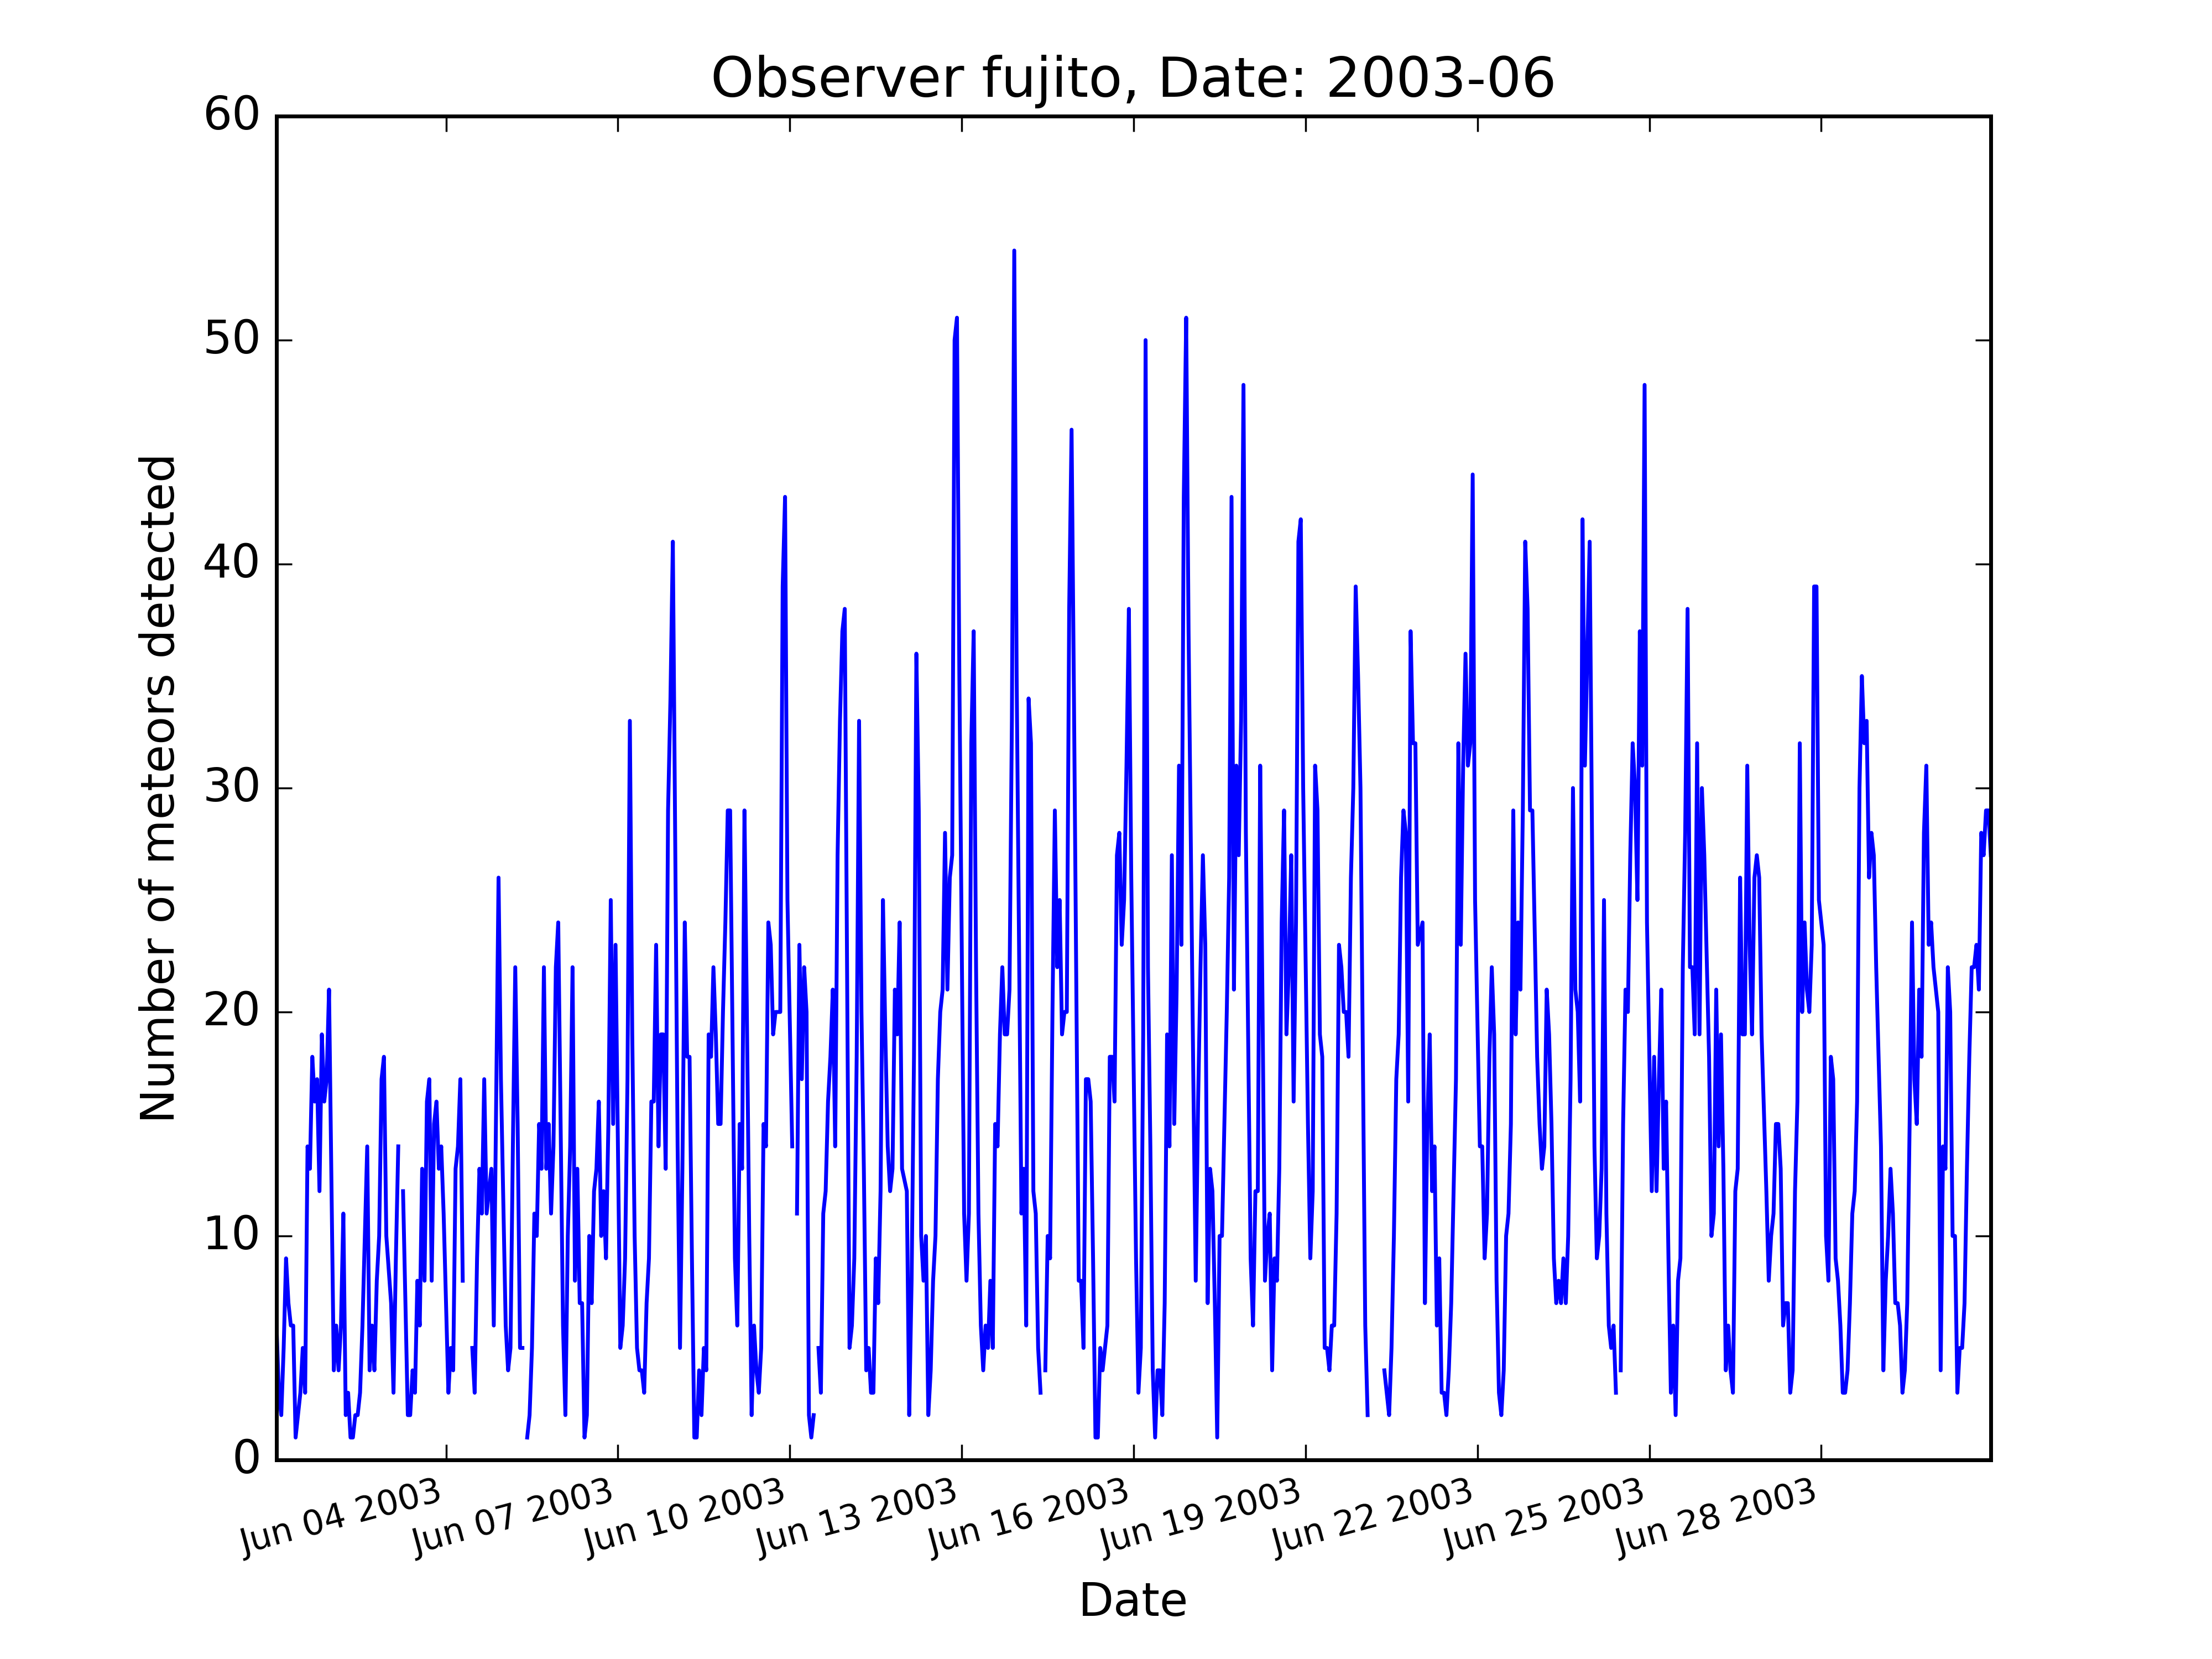 Observer fujito, Date: 2003-06
60
50
40
30
20
10
0
Number of meteors detected
Jun 04 2003
Jun 07 2003
Jun 10 2003
Jun 13 2003
Jun 16 2003
Jun 19 2003
Jun 22 2003
Jun 25 2003
Jun 28 2003
Date